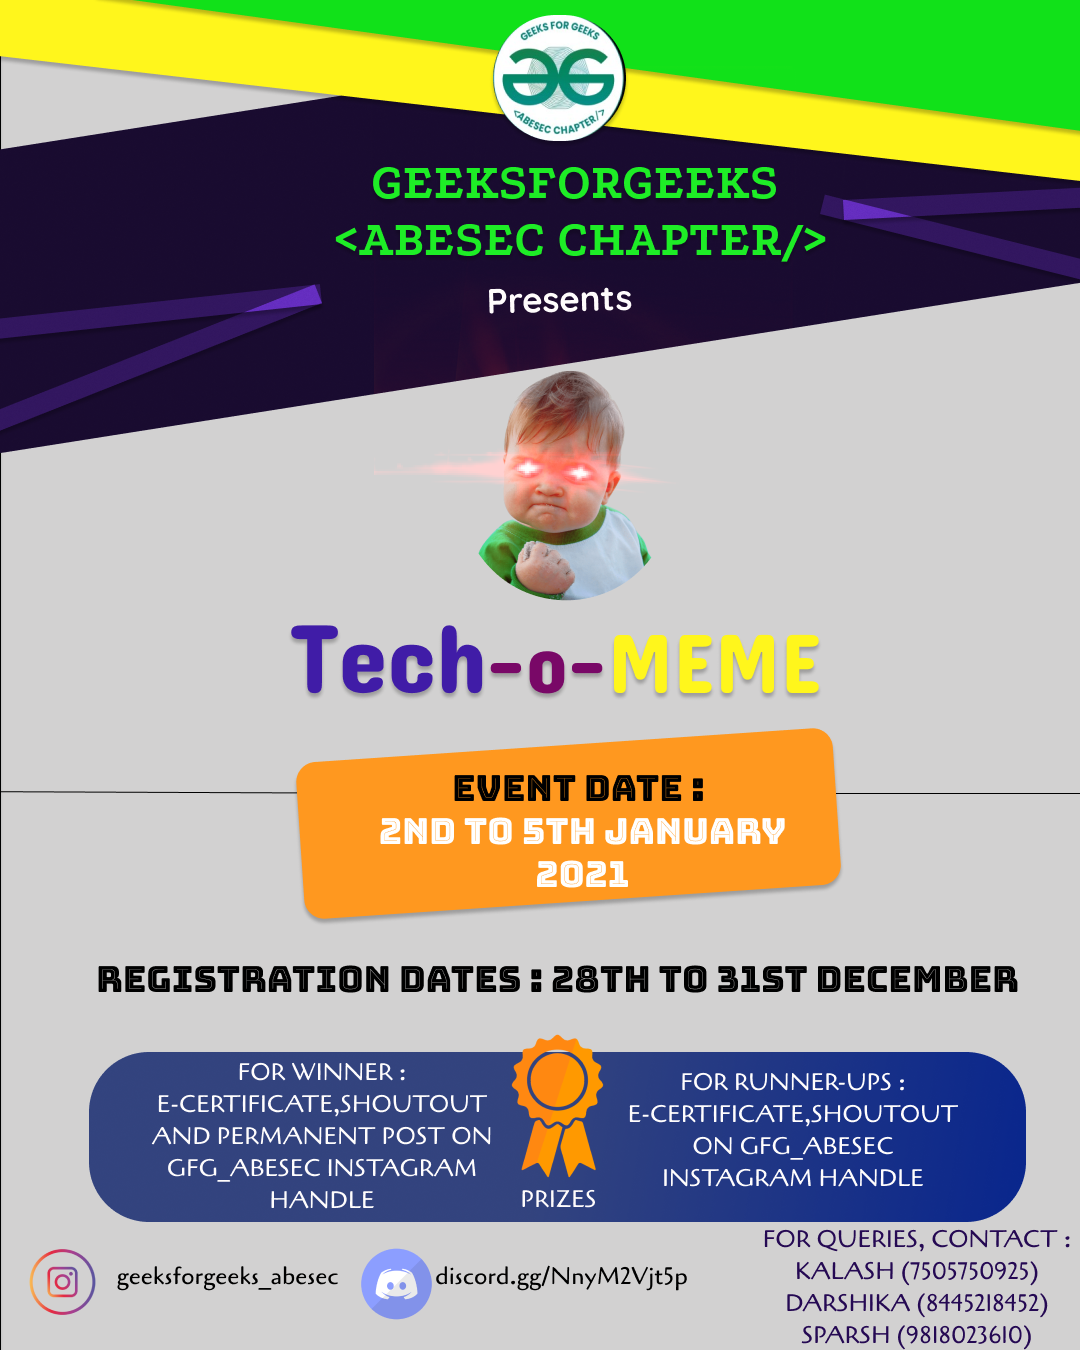 GEEKS FOR GEEKS
<ABESEC CHAPTER/>
GEEKSFORGEEKS
<ABESEC CHAPTER/>
Presents
Tech-o-MEME
EVENT DATE :
2ND TO 5TH JANUARY
2021
REGISTRATION DATES : 28TH TO 31ST DECEMBER
FOR WINNER :
E-CERTIFICATE,SHOUTOUT
AND PERMANENT POST ON
GFG_ABESEC INSTAGRAM
HANDLE
PRIZES
FOR RUNNER-UPS :
E-CERTIFICATE,SHOUTOUT
ON GFG_ABESEC
INSTAGRAM HANDLE
geeksforgeeks_abesec
discord.gg/NnyM2Vjt5p
FOR QUERIES, CONTACT :
KALASH (7505750925)
DARSHIKA (8445218452)
SPARSH (9818023610)